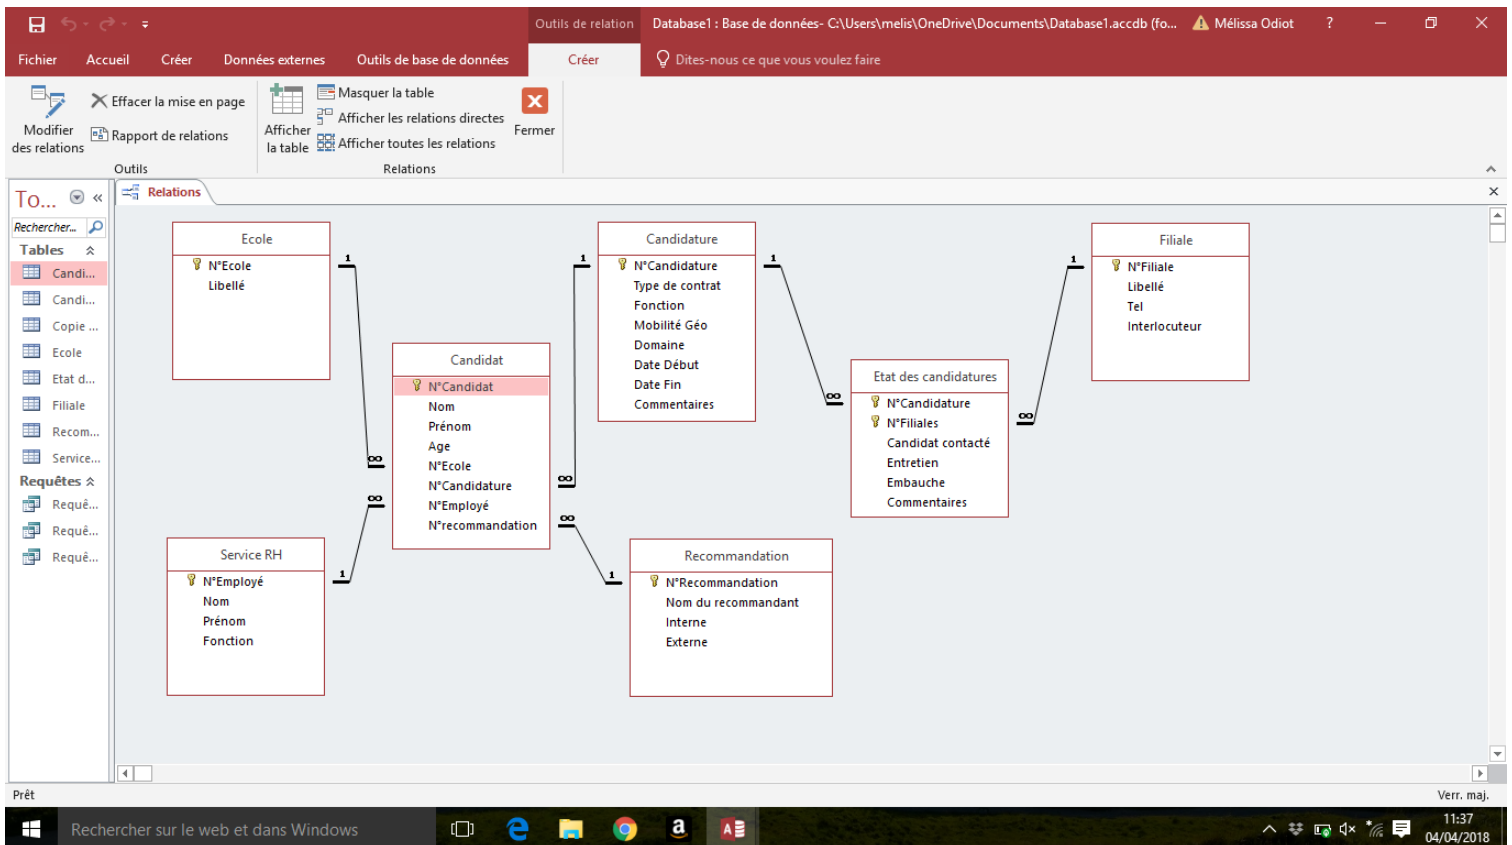 Outils de relation
Database1 : Base de données- C:\Users\melis\OneDrive\Documents\Database1.accdb (fo...
Mélissa Odiot
?
Fichier
Accueil
Créer
Données externes
Outils de base de données
Créer
Dites-nous ce que vous voulez faire
Modifier
des relations
Effacer la mise en page
Rapport de relations
Outils
Afficher
la table
Masquer la table
Afficher les relations directes
Afficher toutes les relations
Fermer
Relations
To...
«
Rechercher...
Tables
Candi...
Candi...
Copie ...
Ecole
Etat d...
Filiale
Recom...
Service...
Requêtes
Requê...
Requê...
Requê...
Relations
Ecole
N°Ecole
Libellé
1
∞
Candidat
N°Candidat
Nom
Prénom
Age
N°Ecole
N°Candidature
N°Employé
N°recommandation
Service RH
N°Employé
Nom
Prénom
Fonction
1
∞
Candidature
N°Candidature
Type de contrat
Fonction
Mobilité Géo
Domaine
Date Début
Date Fin
Commentaires
1
∞
1
∞
Recommandation
N°Recommandation
Nom du recommandant
Interne
Externe
1
∞
Etat des candidatures
N°Candidature
N°Filiales
Candidat contacté
Entretien
Embauche
Commentaires
1
∞
Filiale
N°Filiale
Libellé
Tel
Interlocuteur
Prêt
Verr. maj.
Rechercher sur le web et dans Windows
11:37
04/04/2018